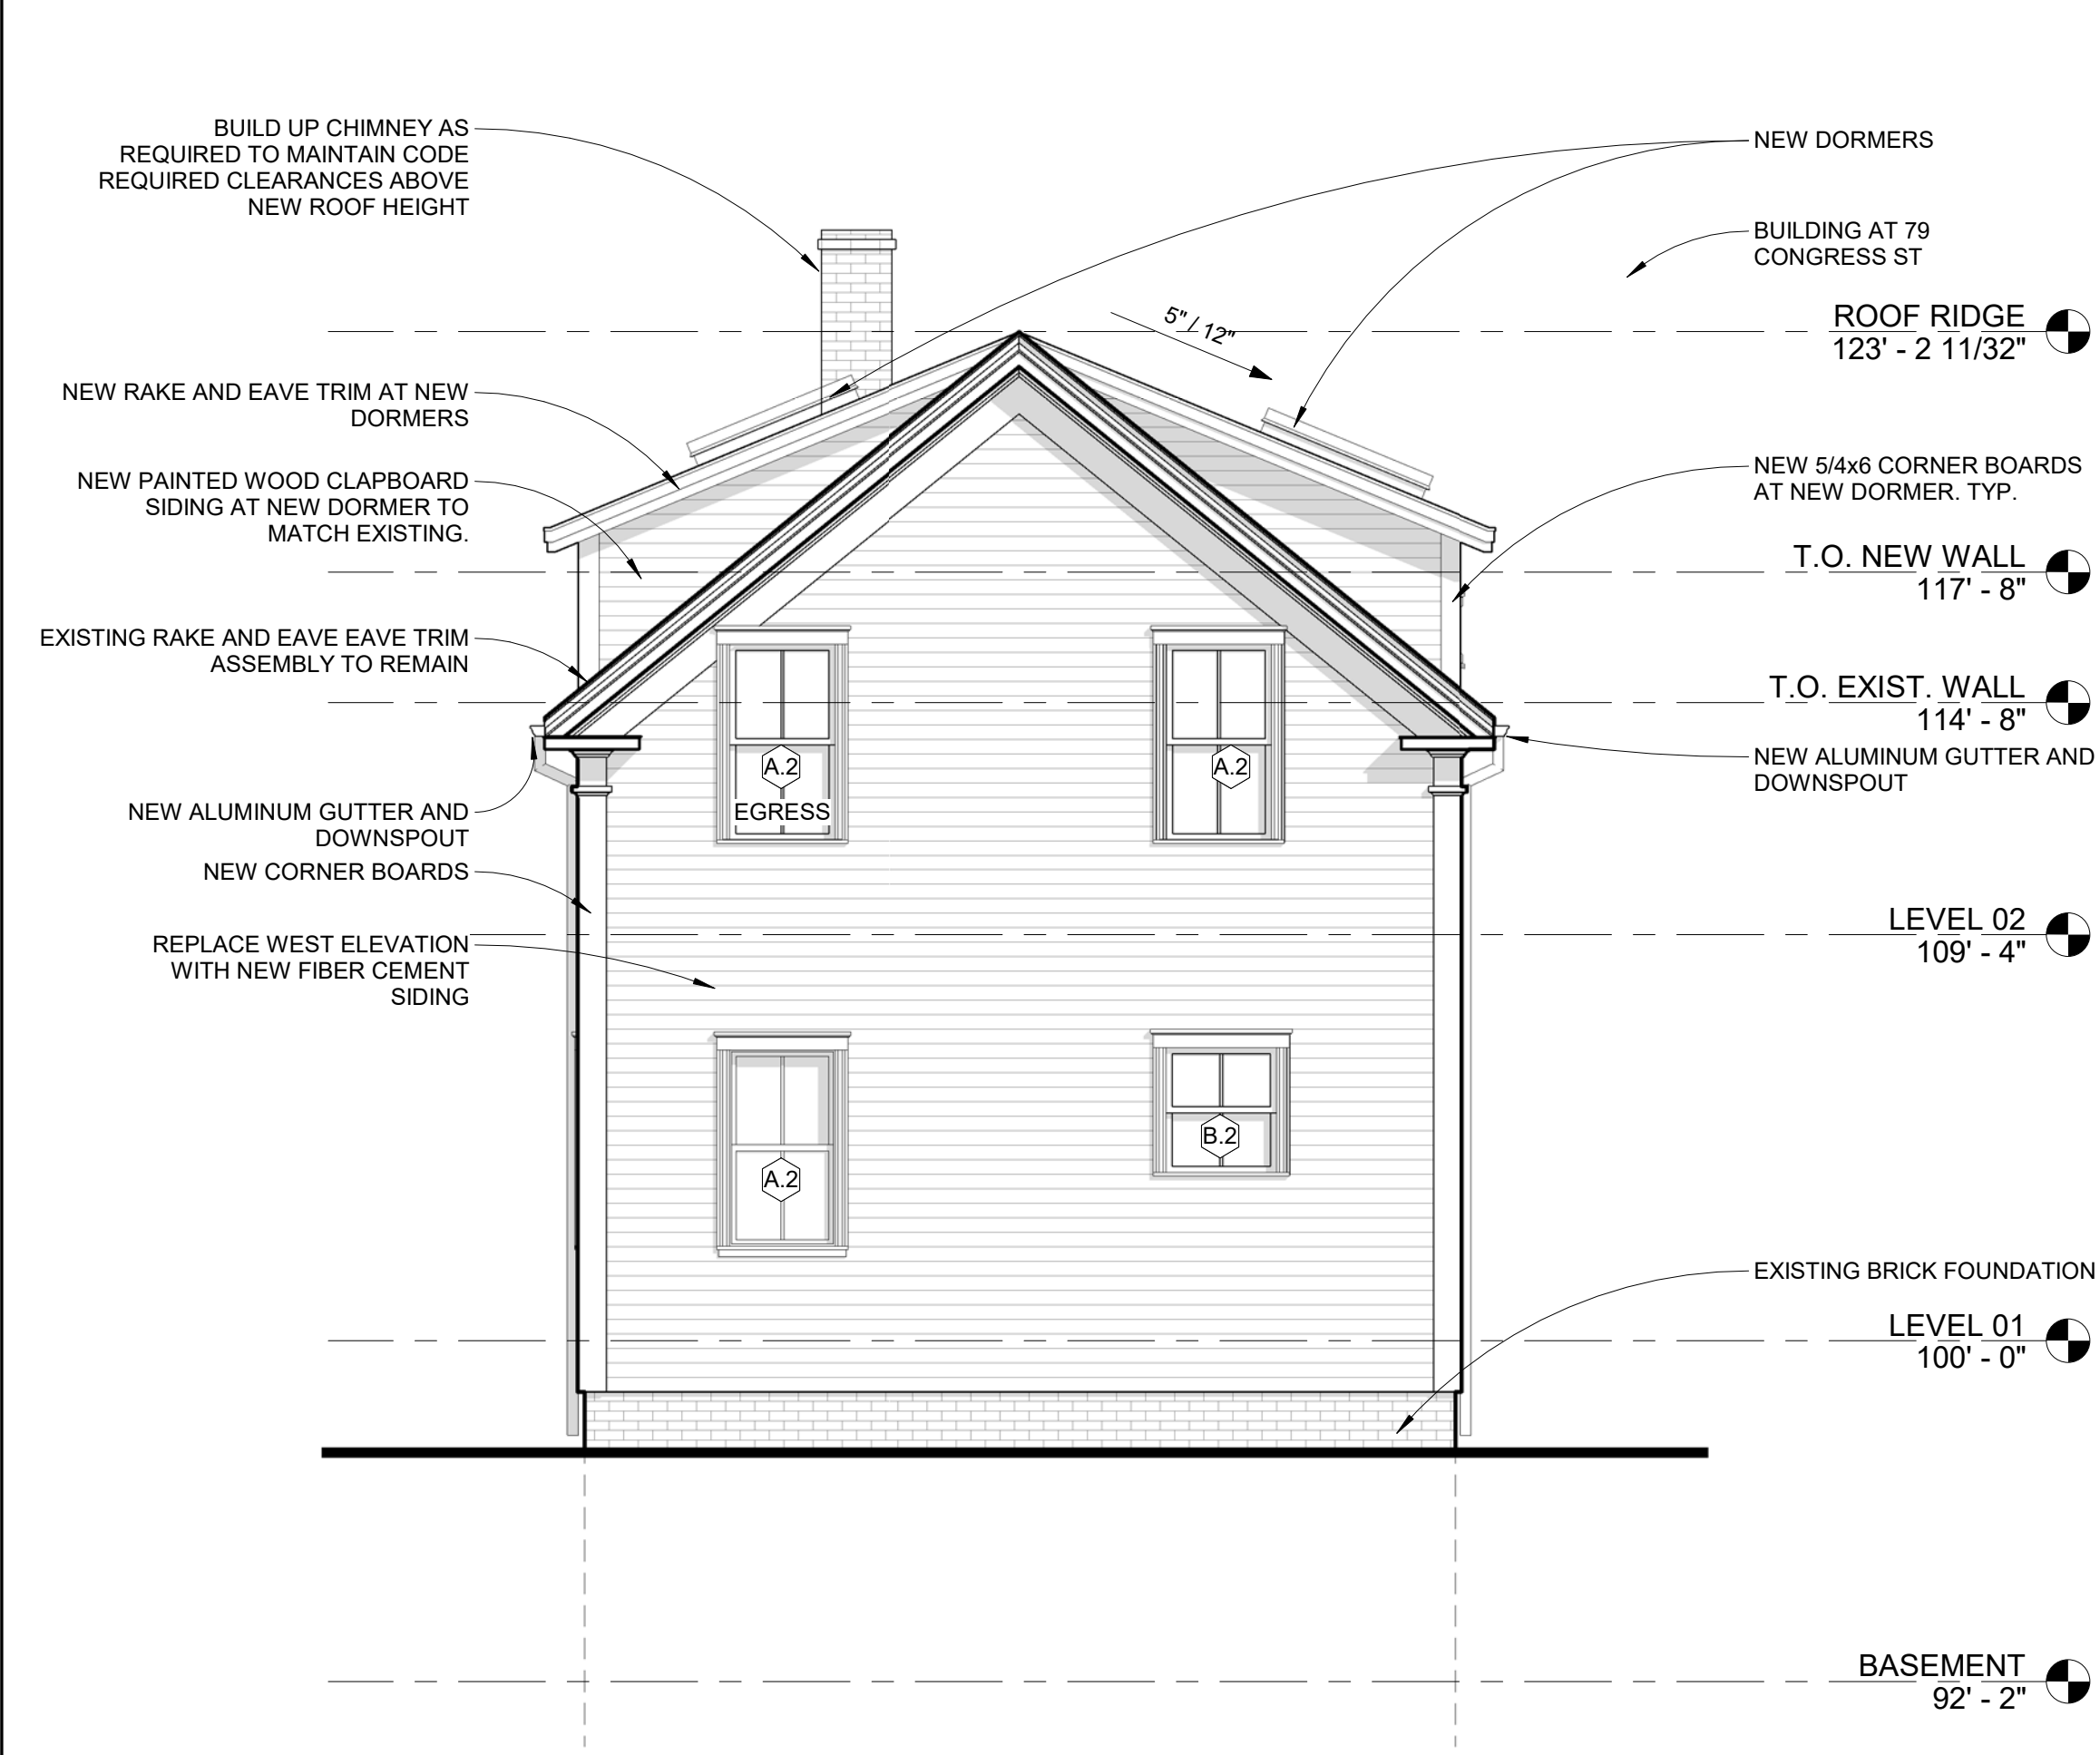 BUILD UP CHIMNEY AS
REQUIRED TO MAINTAIN CODE
REQUIRED CLEARANCES ABOVE
NEW ROOF HEIGHT
NEW RAKE AND EAVE TRIM AT NEW
DORMERS
NEW PAINTED WOOD CLAPBOARD
SIDING AT NEW DORMER TO
MATCH EXISTING.
EXISTING RAKE AND EAVE EAVE TRIM
ASSEMBLY TO REMAIN
NEW ALUMINUM GUTTER AND
DOWNSPOUT
NEW CORNER BOARDS
REPLACE WEST ELEVATION
WITH NEW FIBER CEMENT
SIDING
5" / 12"
A.2
EGRESS
A.2
A.2
B.2
NEW DORMERS
BUILDING AT 79
CONGRESS ST
ROOF RIDGE
123' - 2 11/32"
NEW 5/4x6 CORNER BOARDS
AT NEW DORMER. TYP.
T.O. NEW WALL
117' - 8"
T.O. EXIST. WALL
114' - 8"
NEW ALUMINUM GUTTER AND
DOWNSPOUT
LEVEL 02
109' - 4"
EXISTING BRICK FOUNDATION
LEVEL 01
100' - 0"
BASEMENT
92' - 2"